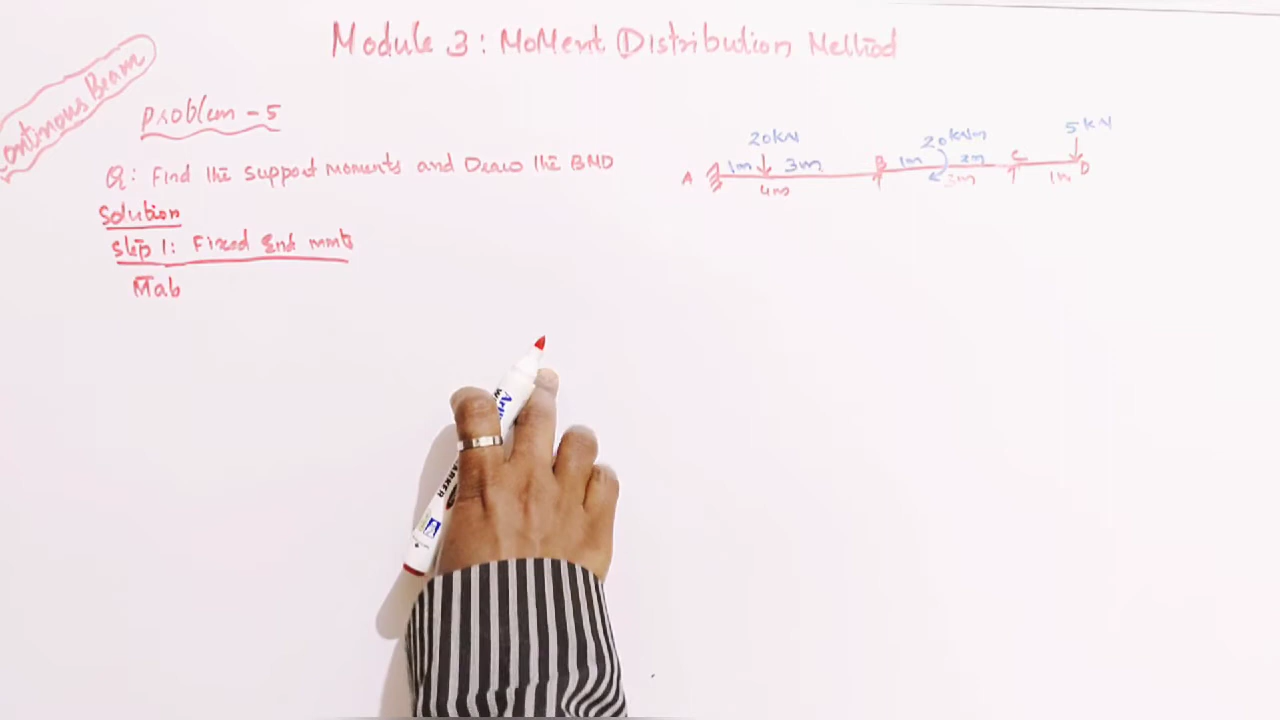 Module 3: Moment Distribution Method
ontinuous Beam
Problem - 5
Q: Find the support moments and Draw the BMD
Solution
Step 1: Fixed End mmts
Mab
20kN
1m 3m
4m
A
B
20kNm
1m 2m
3m
C
5kN
1m
D